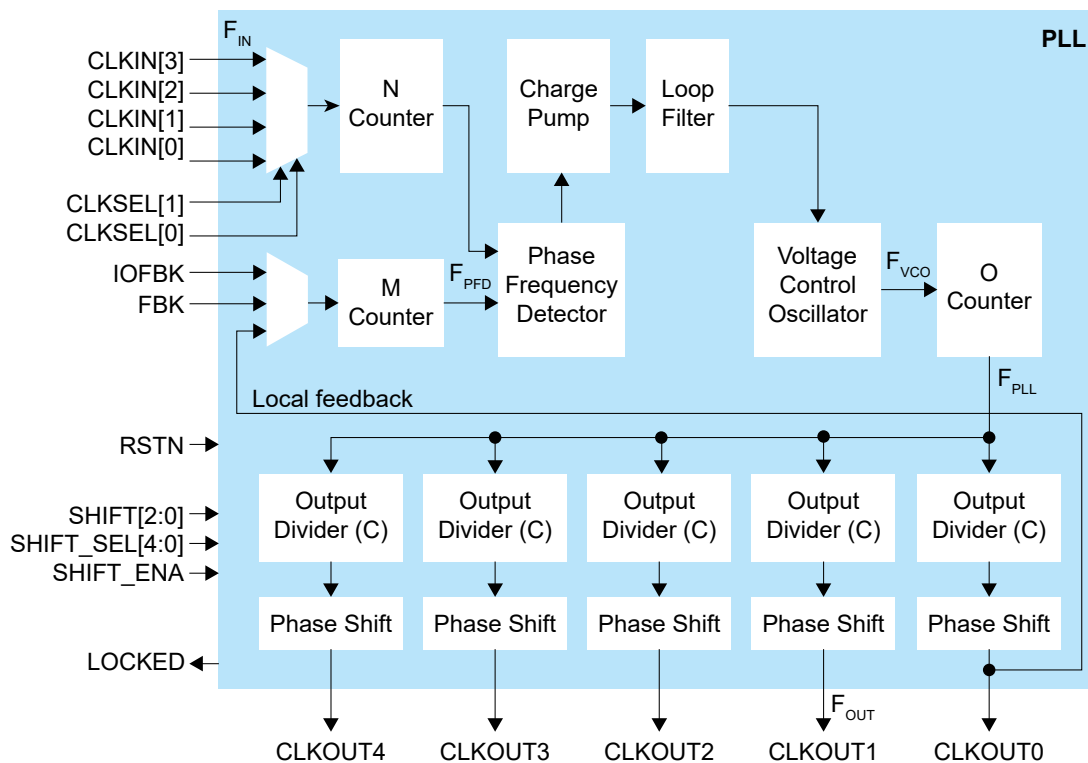 F_IN
PLL
CLKIN[3]
CLKIN[2]
CLKIN[1]
CLKIN[0]
N
Counter
Charge
Pump
Loop
Filter
CLKSEL[1]
CLKSEL[0]
IOFBK
FBK
M
Counter
F_PFD
Phase
Frequency
Detector
Voltage
Control
Oscillator
F_VCO
O
Counter
F_PLL
Local feedback
RSTN
SHIFT[2:0]
SHIFT_SEL[4:0]
SHIFT_ENA
LOCKED
Output
Divider (C)
Output
Divider (C)
Output
Divider (C)
Output
Divider (C)
Output
Divider (C)
Phase Shift
Phase Shift
Phase Shift
Phase Shift
Phase Shift
F_OUT
CLKOUT4
CLKOUT3
CLKOUT2
CLKOUT1
CLKOUT0